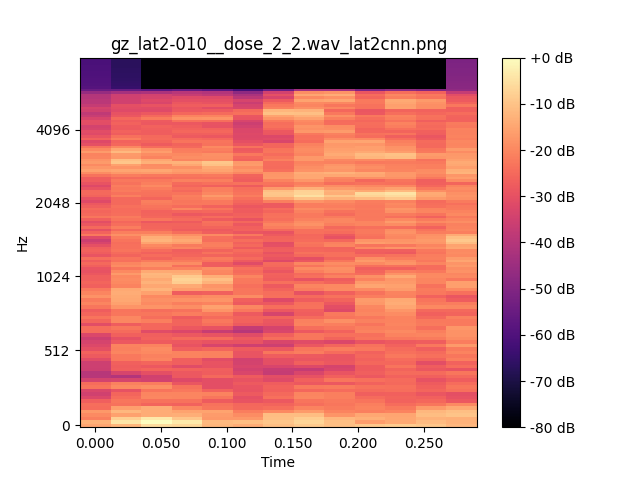 gz_lat2-010__dose_2_2.wav_lat2cnn.png
+0 dB
4096
-10 dB
-20 dB
2048
-30 dB
Hz
-40 dB
1024
-50 dB
512
-60 dB
-70 dB
0
-80 dB
0.000 0.050 0.100 0.150 0.200 0.250
Time